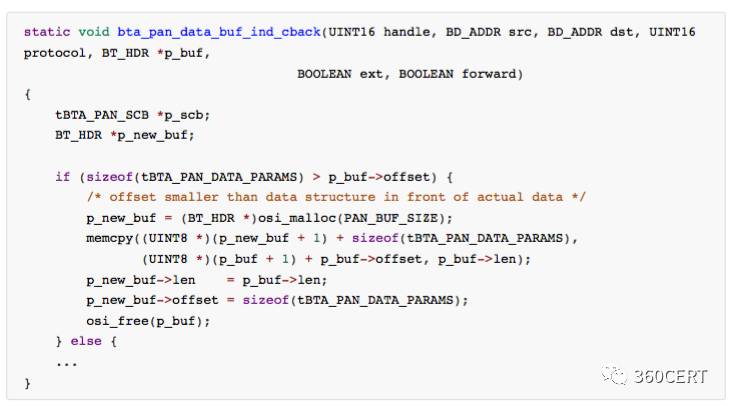 static void bta_pan_data_buf_ind_cback(UINT16 handle, BD_ADDR src, BD_ADDR dst, UINT16
protocol, BT_HDR *p_buf,
                                       BOOLEAN ext, BOOLEAN forward)
{
    tBTA_PAN_SCB *p_scb;
    BT_HDR *p_new_buf;

    if (sizeof(tBTA_PAN_DATA_PARAMS) > p_buf->offset) {
        /* offset smaller than data structure in front of actual data */
        p_new_buf = (BT_HDR *)osi_malloc(PAN_BUF_SIZE);
        memcpy((UINT8 *)(p_new_buf + 1) + sizeof(tBTA_PAN_DATA_PARAMS),
               (UINT8 *)(p_buf + 1) + p_buf->offset, p_buf->len);
        p_new_buf->len    = p_buf->len;
        p_new_buf->offset = sizeof(tBTA_PAN_DATA_PARAMS);
        osi_free(p_buf);
    } else {
    ...
}
360CERT